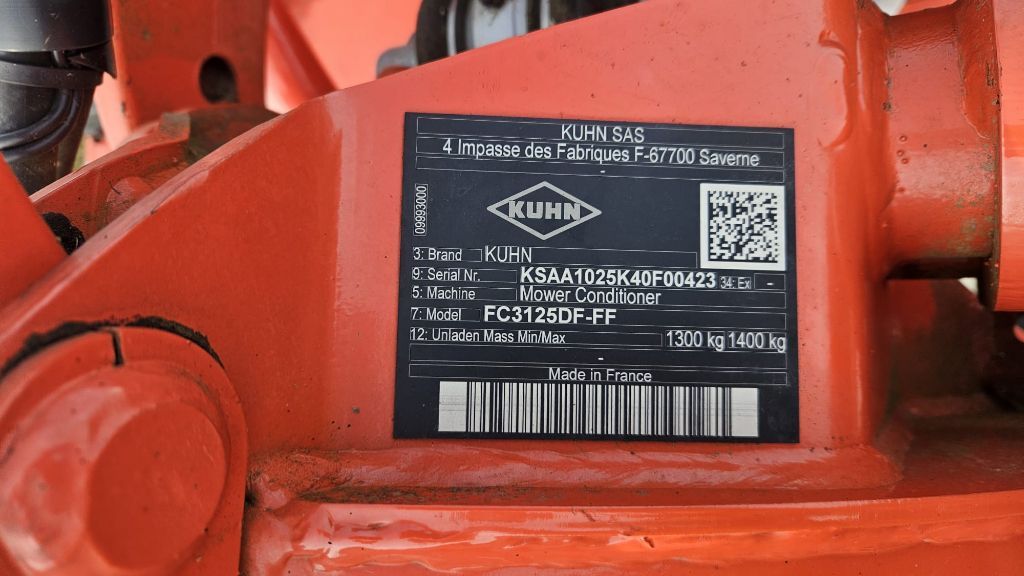 KUHN SAS
4 Impasse des Fabriques F-67700 Saverne
-
09993000
KUHN
3: Brand KUHN
9: Serial Nr. KSAA1025K40F00423 34: Ex -
5: Machine Mower Conditioner
7: Model FC3125DF-FF
12: Unladen Mass Min/Max 1300 kg 1400 kg
-
Made in France